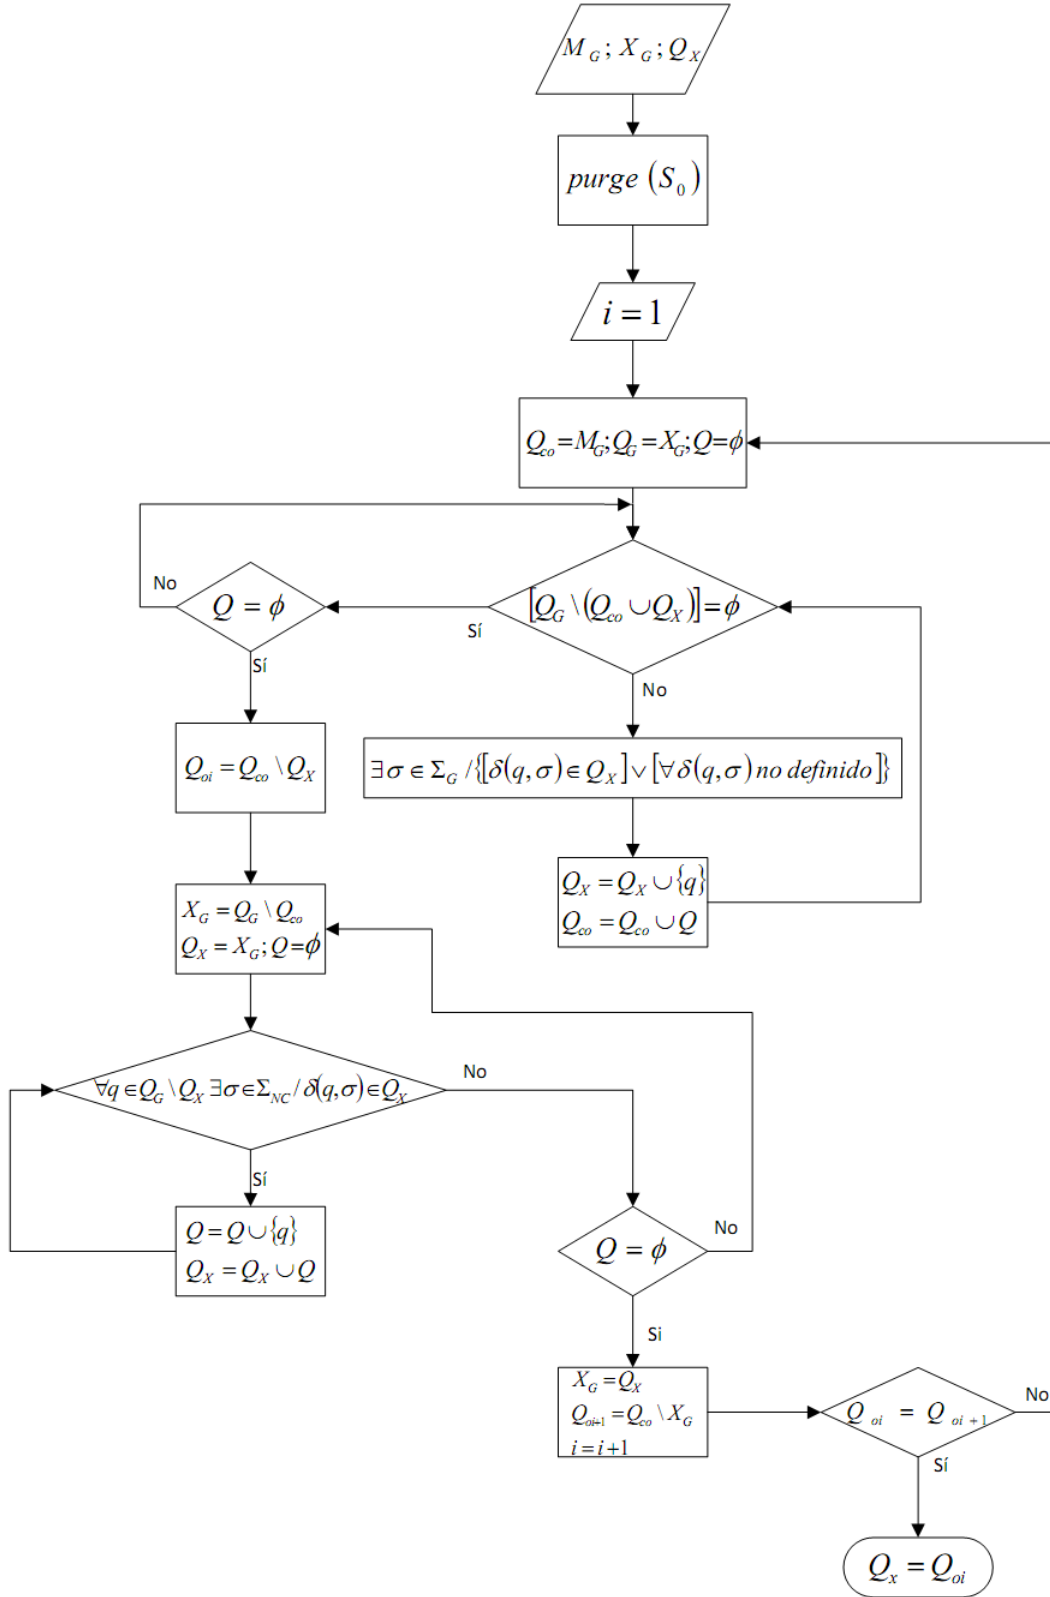 M_G ; X_G ; Q_X
purge (S_0)
i = 1
Q_co = M_G; Q_G = X_G; Q = ϕ
[Q_G \ (Q_co ∪ Q_X)] = ϕ
Sí
No
Q = ϕ
No
Sí
Q_oi = Q_co \ Q_X
∃σ ∈ Σ_G / {[δ(q,σ) ∈ Q_X] ∨ [∀ δ(q,σ) no definido]}
Q_X = Q_X ∪ {q}
Q_co = Q_co ∪ Q
X_G = Q_G \ Q_co
Q_X = X_G; Q = ϕ
∀q ∈ Q_G \ Q_X ∃σ ∈ Σ_NC / δ(q,σ) ∈ Q_X
No
Sí
Q = Q ∪ {q}
Q_X = Q_X ∪ Q
Q = ϕ
No
Si
X_G = Q_X
Q_oi+1 = Q_co \ X_G
i = i + 1
Q_oi = Q_oi+1
No
Sí
Q_x = Q_oi